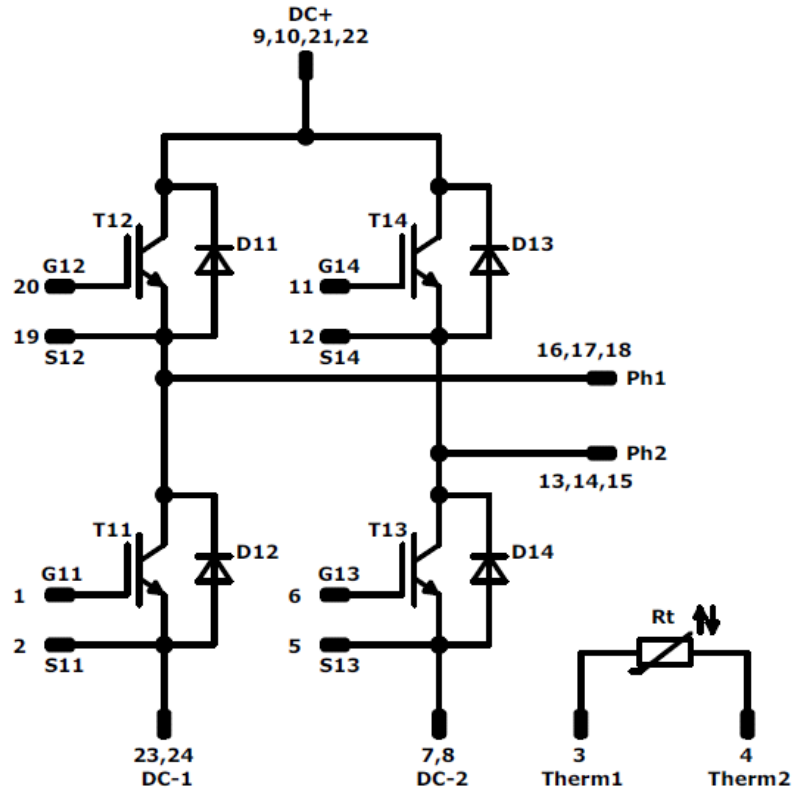 DC+
9,10,21,22
T12
D11
G12
20
19
S12
T14
D13
G14
11
12
S14
16,17,18
Ph1
Ph2
13,14,15
T11
D12
G11
1
2
S11
T13
D14
G13
6
5
S13
Rt
23,24
DC-1
7,8
DC-2
3
Therm1
4
Therm2